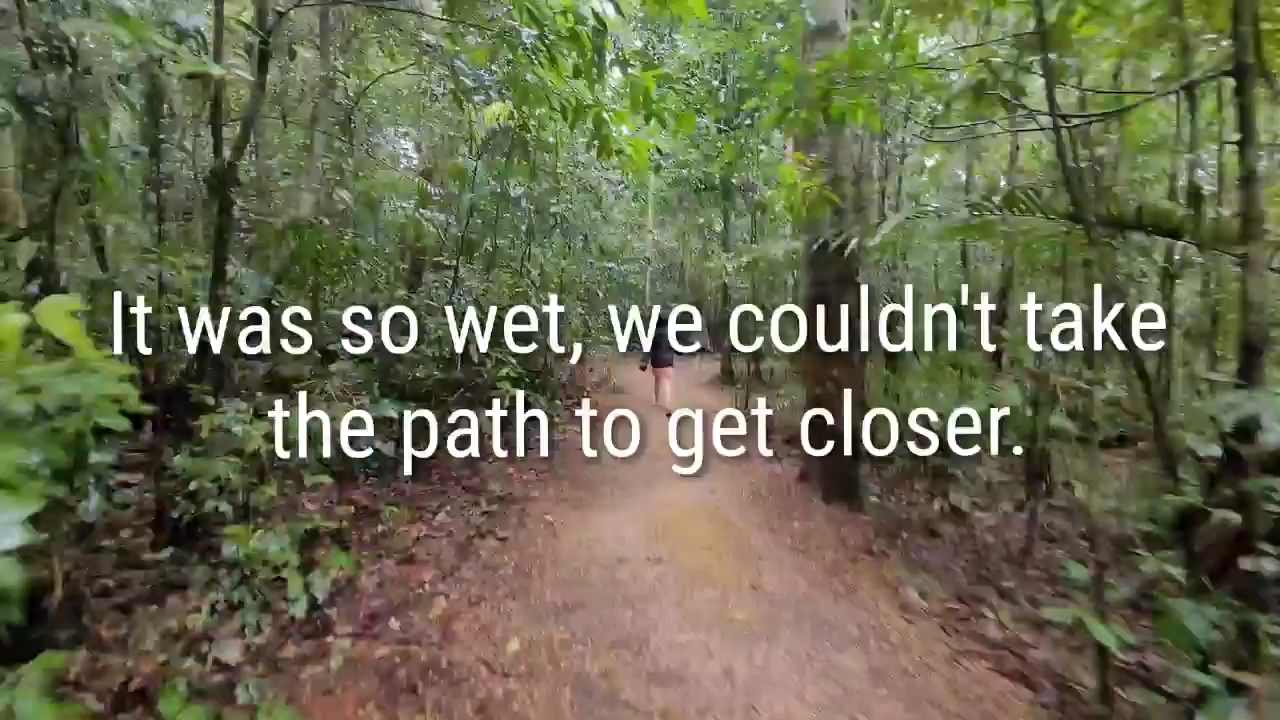 It was so wet, we couldn't take
the path to get closer.